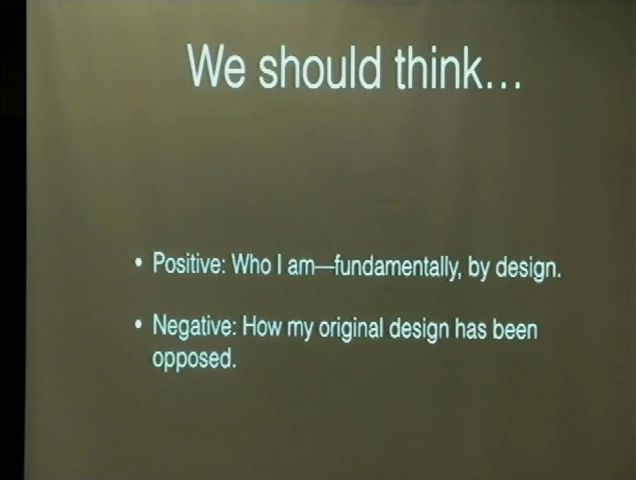 We should think…
• Positive: Who I am—fundamentally, by design.
• Negative: How my original design has been
opposed.